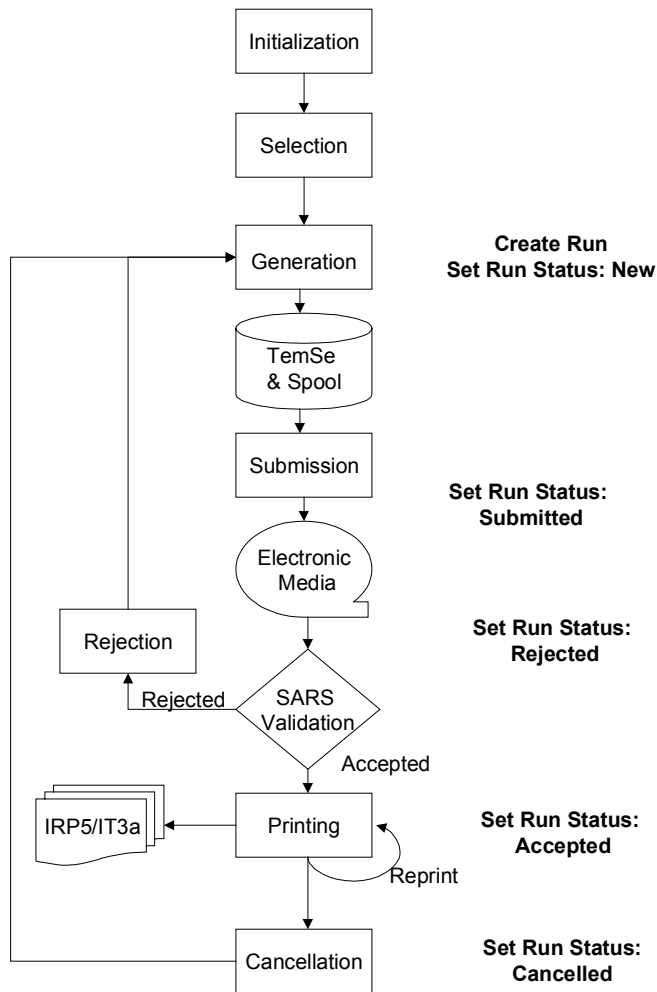 Initialization
Selection
Generation
Create Run
Set Run Status: New
TemSe
& Spool
Submission
Set Run Status:
Submitted
Electronic
Media
Set Run Status:
Rejected
Rejection
Rejected
SARS
Validation
Accepted
IRP5/IT3a
Printing
Set Run Status:
Accepted
Reprint
Cancellation
Set Run Status:
Cancelled